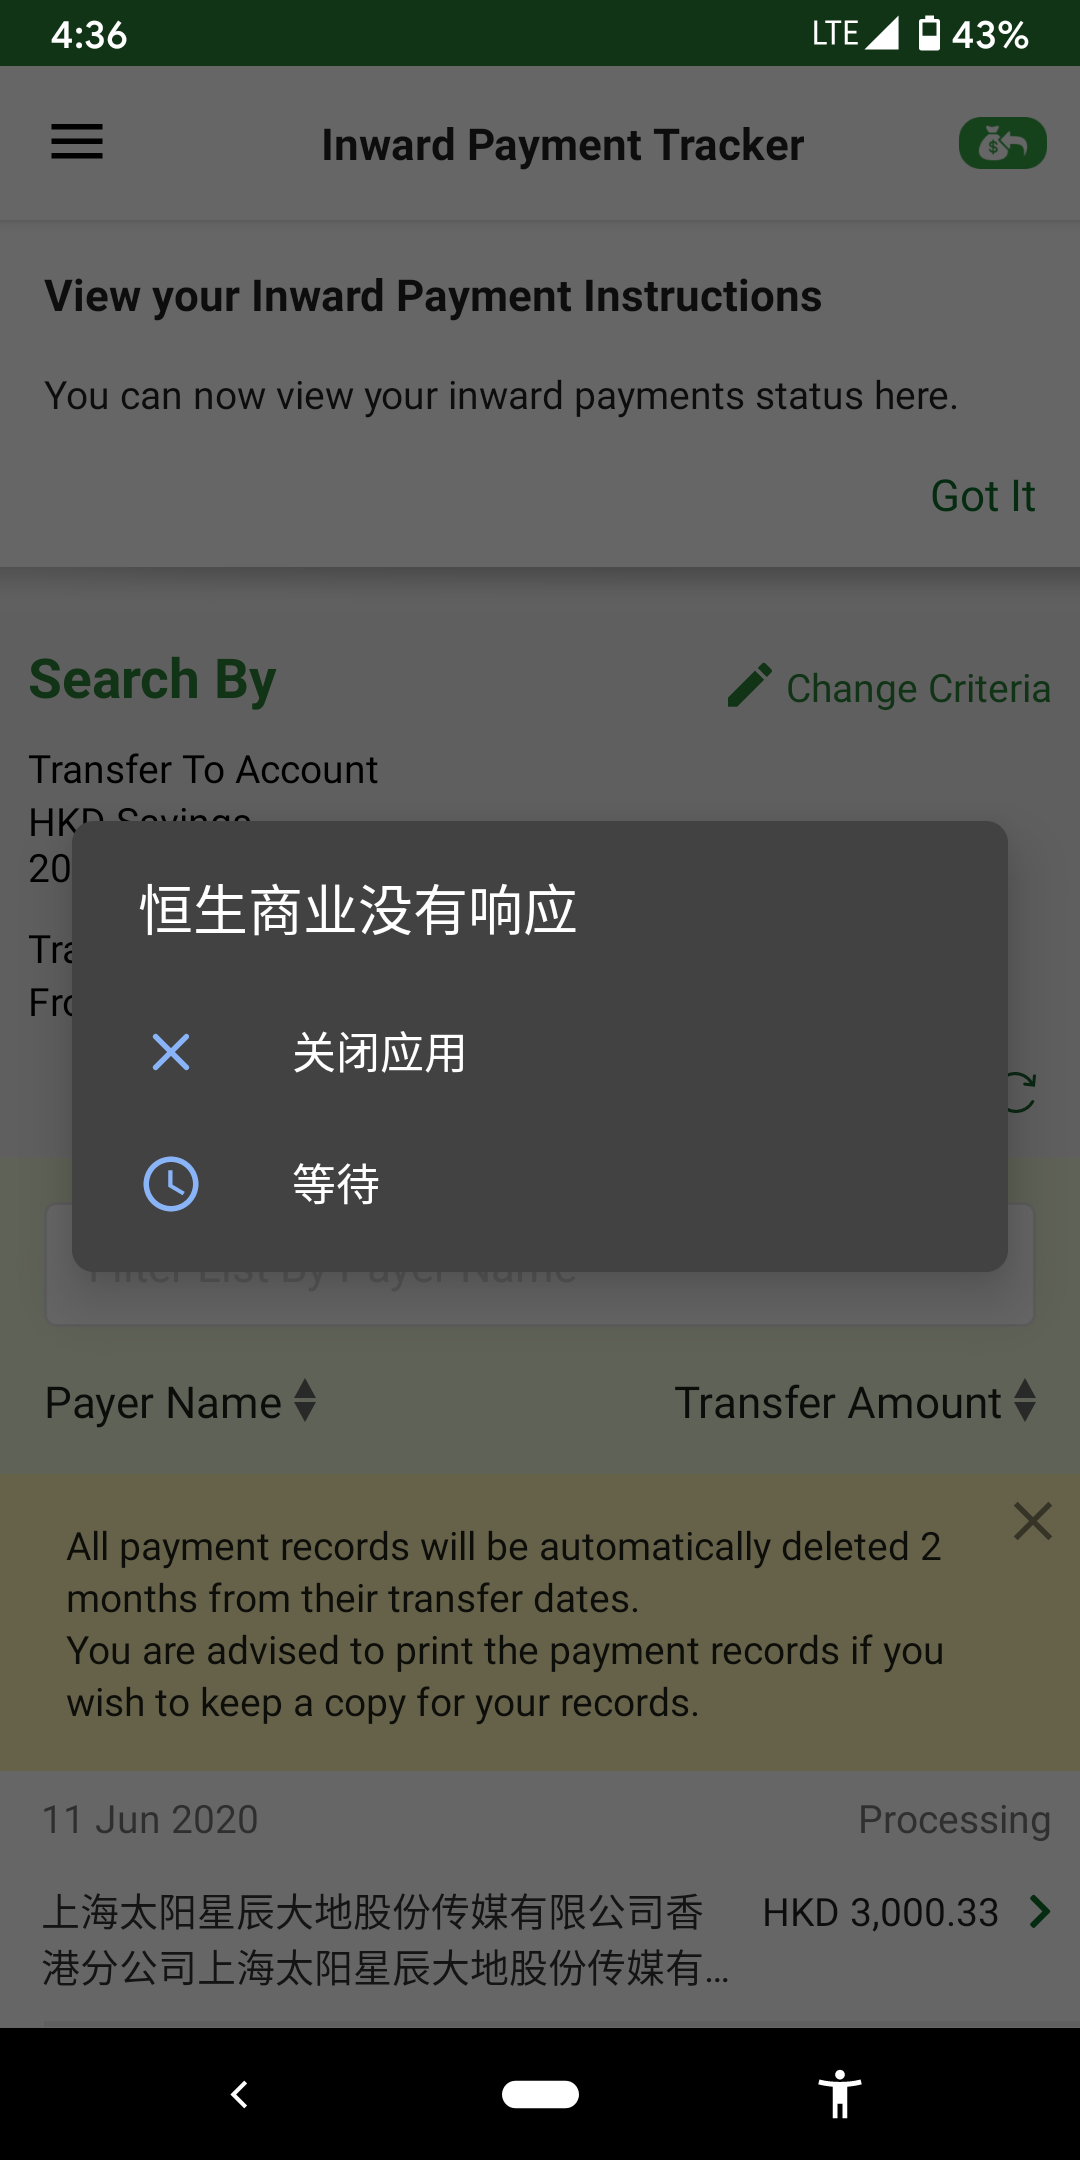 4:36 LTE 43%
Inward Payment Tracker
View your Inward Payment Instructions
You can now view your inward payments status here.
Got It
Search By
Change Criteria
Transfer To Account
HKD Savings
20
恒生商业没有响应
关闭应用
等待
Filter List By Payer Name
Payer Name Transfer Amount
All payment records will be automatically deleted 2
months from their transfer dates.
You are advised to print the payment records if you
wish to keep a copy for your records.
11 Jun 2020 Processing
上海太阳星辰大地股份传媒有限公司香
港分公司上海太阳星辰大地股份传媒有...
HKD 3,000.33